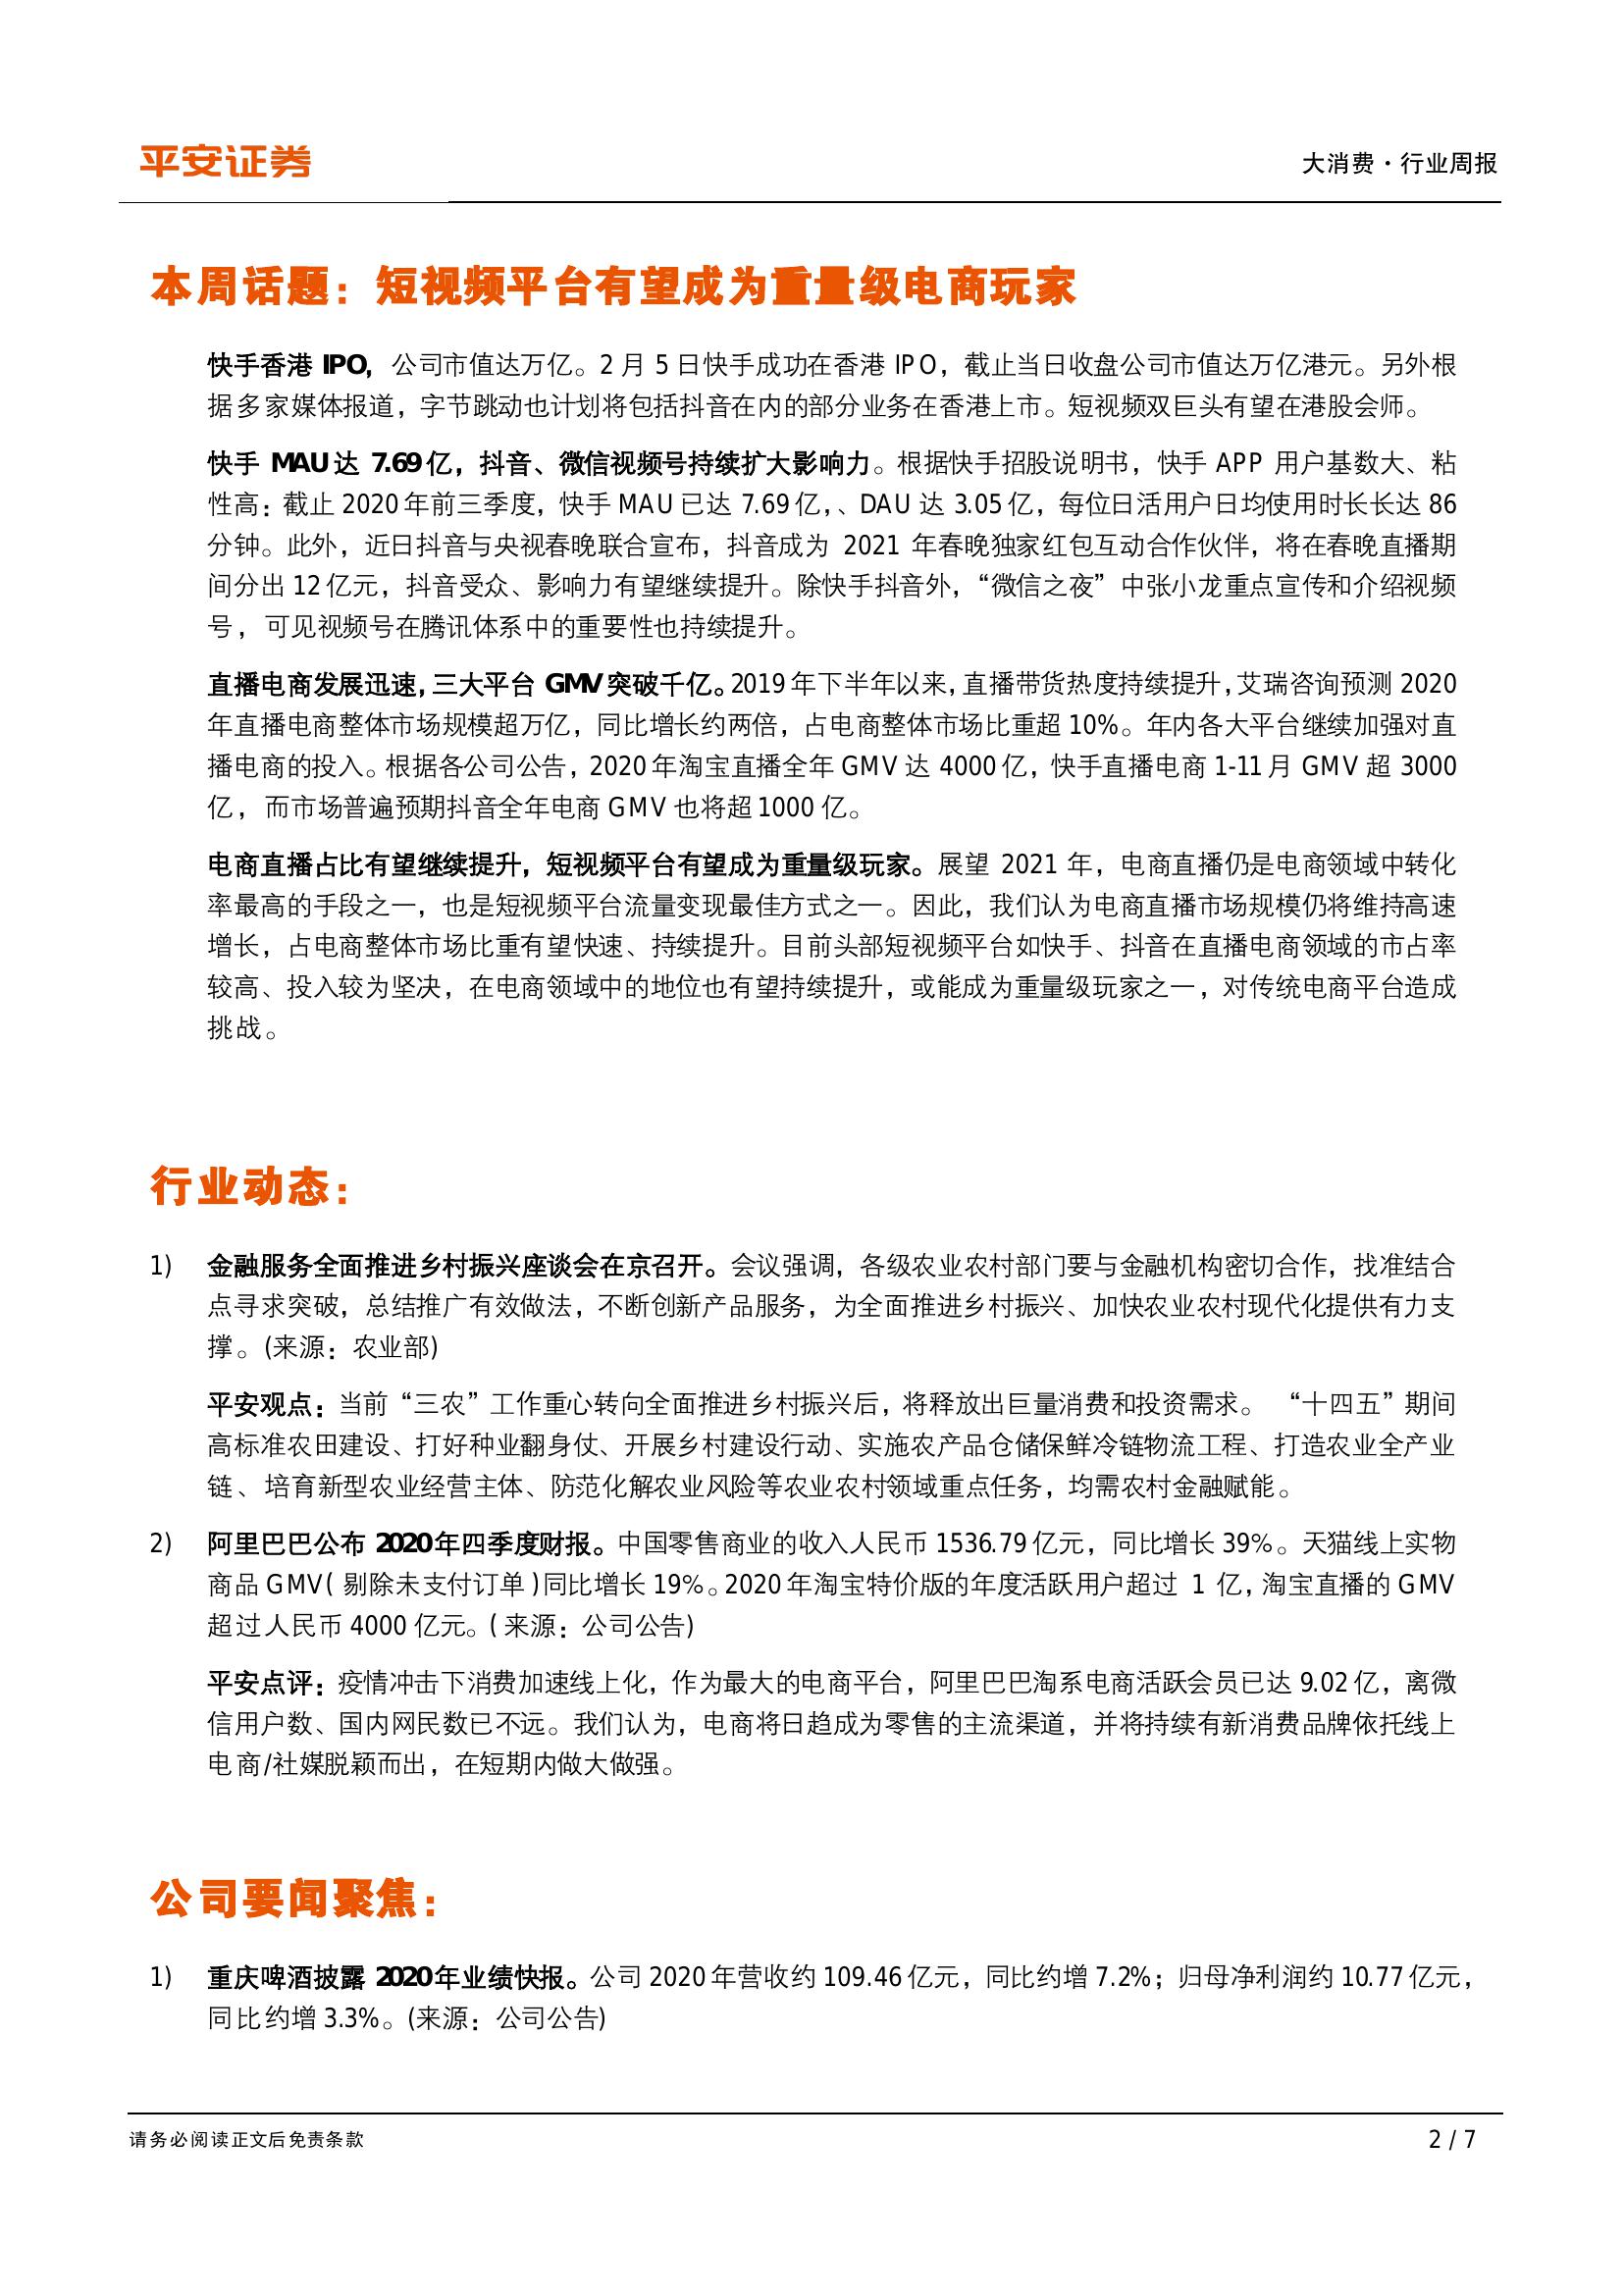 平安证券
大消费·行业周报
本周话题：短视频平台有望成为重量级电商玩家
快手香港 IPO，公司市值达万亿。2 月 5 日快手成功在香港 IPO，截止当日收盘公司市值达万亿港元。另外根
据多家媒体报道，字节跳动也计划将包括抖音在内的部分业务在香港上市。短视频双巨头有望在港股会师。
快手 MAU 达 7.69 亿，抖音、微信视频号持续扩大影响力。根据快手招股说明书，快手 APP 用户基数大、粘
性高：截止 2020 年前三季度，快手 MAU 已达 7.69 亿，、DAU 达 3.05 亿，每位日活用户日均使用时长长达 86
分钟。此外，近日抖音与央视春晚联合宣布，抖音成为 2021 年春晚独家红包互动合作伙伴，将在春晚直播期
间分出 12 亿元，抖音受众、影响力有望继续提升。除快手抖音外，“微信之夜”中张小龙重点宣传和介绍视频
号，可见视频号在腾讯体系中的重要性也持续提升。
直播电商发展迅速，三大平台 GMV 突破千亿。2019 年下半年以来，直播带货热度持续提升，艾瑞咨询预测 2020
年直播电商整体市场规模超万亿，同比增长约两倍，占电商整体市场比重超 10%。年内各大平台继续加强对直
播电商的投入。根据各公司公告，2020 年淘宝直播全年 GMV 达 4000 亿，快手直播电商 1-11 月 GMV 超 3000
亿，而市场普遍预期抖音全年电商 GMV 也将超 1000 亿。
电商直播占比有望继续提升，短视频平台有望成为重量级玩家。展望 2021 年，电商直播仍是电商领域中转化
率最高的手段之一，也是短视频平台流量变现最佳方式之一。因此，我们认为电商直播市场规模仍将维持高速
增长，占电商整体市场比重有望快速、持续提升。目前头部短视频平台如快手、抖音在直播电商领域的市占率
较高、投入较为坚决，在电商领域中的地位也有望持续提升，或能成为重量级玩家之一，对传统电商平台造成
挑战。
行业动态：
1) 金融服务全面推进乡村振兴座谈会在京召开。会议强调，各级农业农村部门要与金融机构密切合作，找准结合
点寻求突破，总结推广有效做法，不断创新产品服务，为全面推进乡村振兴、加快农业农村现代化提供有力支
撑。(来源：农业部)
平安观点：当前“三农”工作重心转向全面推进乡村振兴后，将释放出巨量消费和投资需求。 “十四五”期间
高标准农田建设、打好种业翻身仗、开展乡村建设行动、实施农产品仓储保鲜冷链物流工程、打造农业全产业
链、培育新型农业经营主体、防范化解农业风险等农业农村领域重点任务，均需农村金融赋能。
2) 阿里巴巴公布 2020 年四季度财报。中国零售商业的收入人民币 1536.79 亿元，同比增长 39%。天猫线上实物
商品 GMV(剔除未支付订单)同比增长 19%。2020 年淘宝特价版的年度活跃用户超过 1 亿，淘宝直播的 GMV
超过人民币 4000 亿元。(来源：公司公告)
平安点评：疫情冲击下消费加速线上化，作为最大的电商平台，阿里巴巴淘系电商活跃会员已达 9.02 亿，离微
信用户数、国内网民数已不远。我们认为，电商将日趋成为零售的主流渠道，并将持续有新消费品牌依托线上
电商/社媒脱颖而出，在短期内做大做强。
公司要闻聚焦：
1) 重庆啤酒披露 2020 年业绩快报。公司 2020 年营收约 109.46 亿元，同比约增 7.2%；归母净利润约 10.77 亿元，
同比约增 3.3%。(来源：公司公告)
请务必阅读正文后免责条款
2 / 7